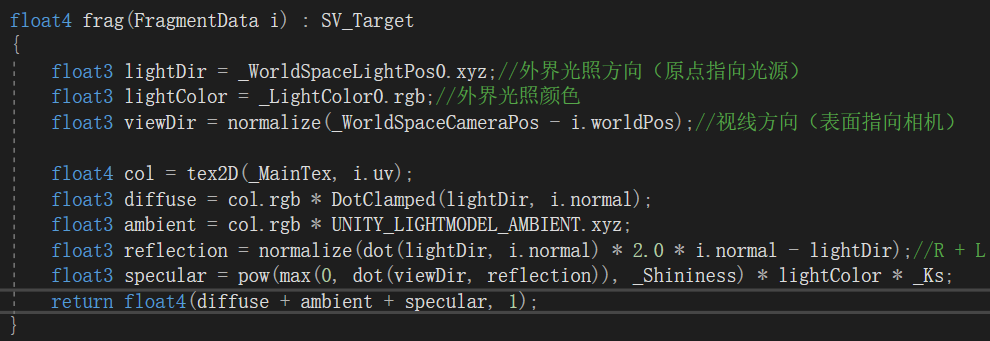 float4 frag(FragmentData i) : SV_Target
{
float3 lightDir = _WorldSpaceLightPos0.xyz;//外界光照方向（原点指向光源）
float3 lightColor = _LightColor0.rgb;//外界光照颜色
float3 viewDir = normalize(_WorldSpaceCameraPos - i.worldPos);//视线方向（表面指向相机）
float4 col = tex2D(_MainTex, i.uv);
float3 diffuse = col.rgb * DotClamped(lightDir, i.normal);
float3 ambient = col.rgb * UNITY_LIGHTMODEL_AMBIENT.xyz;
float3 reflection = normalize(dot(lightDir, i.normal) * 2.0 * i.normal - lightDir);//R + L
float3 specular = pow(max(0, dot(viewDir, reflection)), _Shininess) * lightColor * _Ks;
return float4(diffuse + ambient + specular, 1);
}